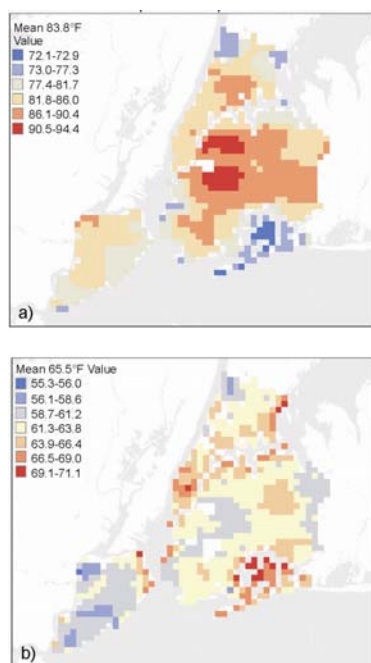 Mean 83.8°F
Value
72.1-72.9
73.0-77.3
77.4-81.7
81.8-86.0
86.1-90.4
90.5-94.4
a)
Mean 65.5°F Value
55.3-56.0
56.1-58.6
58.7-61.2
61.3-63.8
63.9-66.4
66.5-69.0
69.1-71.1
b)